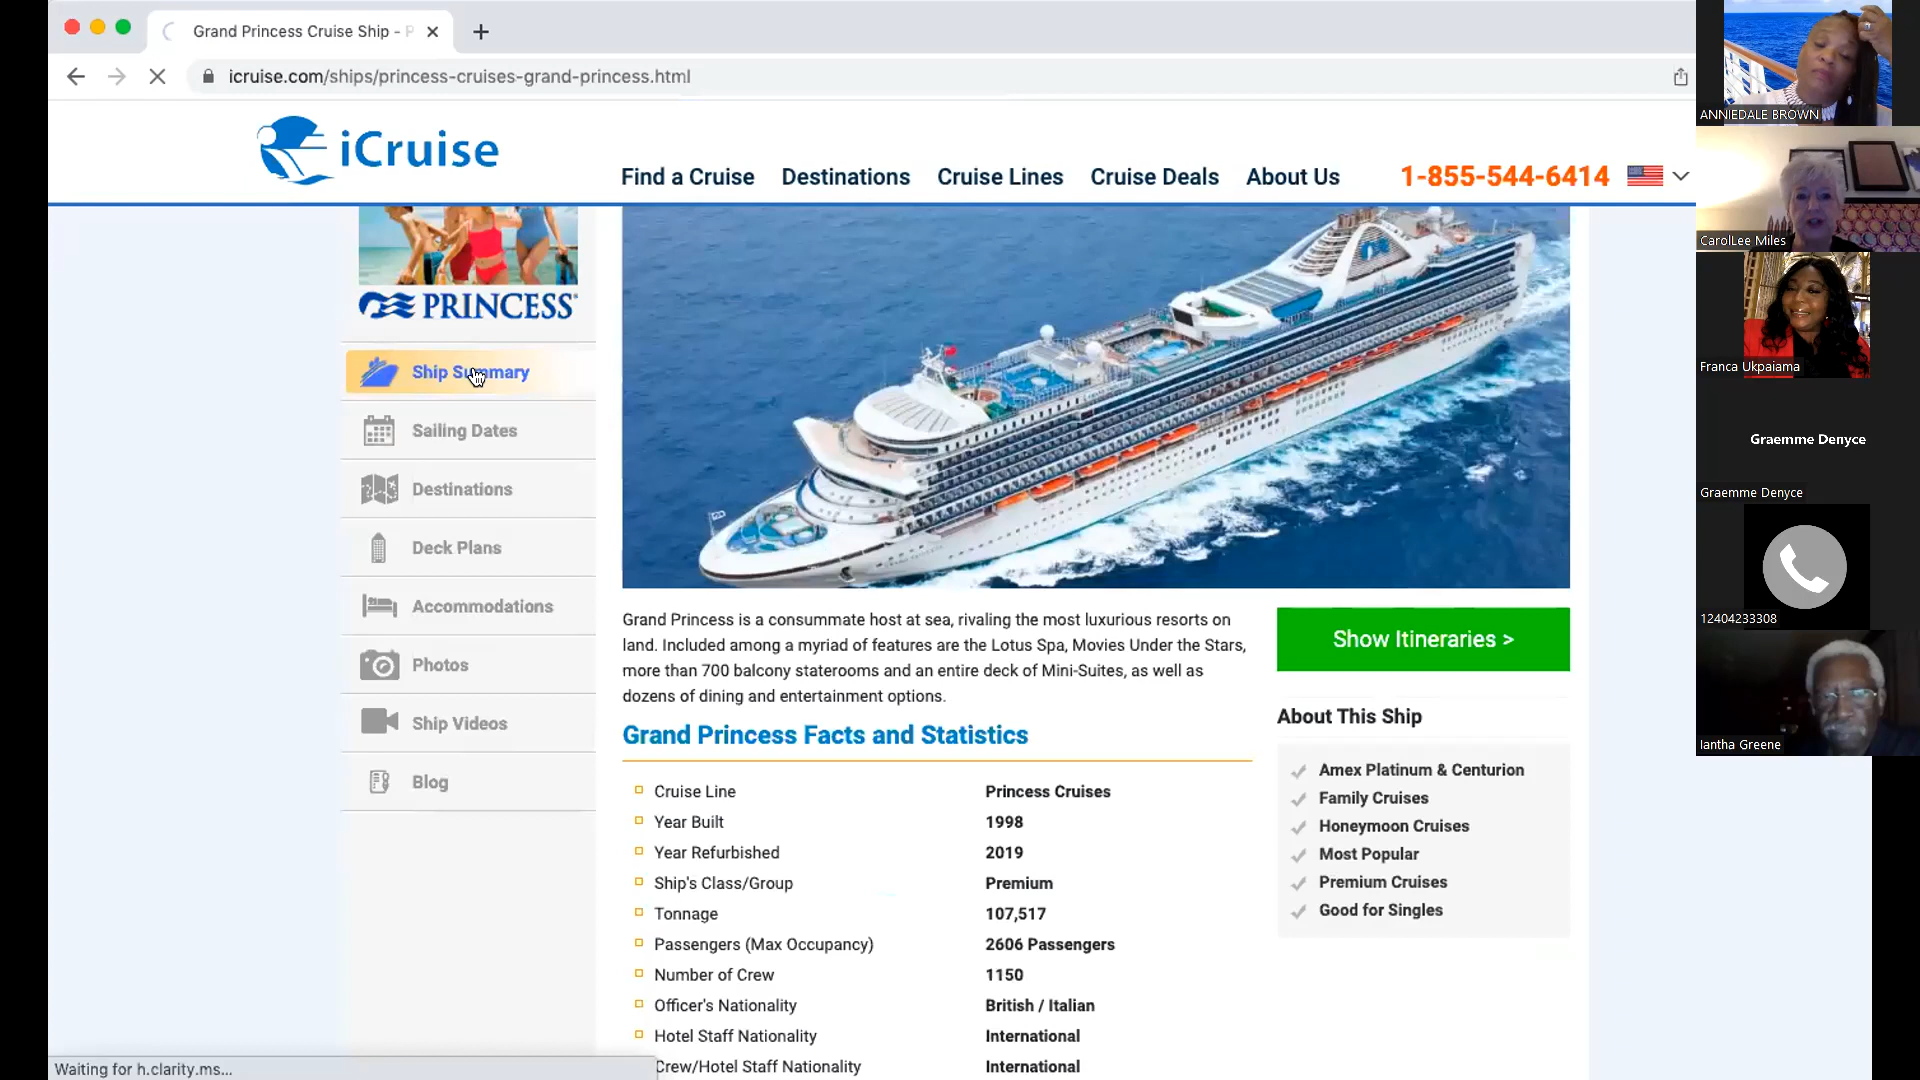 Grand Princess Cruise Ship - P
icruise.com/ships/princess-cruises-grand-princess.html
iCruise
Find a Cruise
Destinations
Cruise Lines
Cruise Deals
About Us
1-855-544-6414
PRINCESS
Ship Summary
Sailing Dates
Destinations
Deck Plans
Accommodations
Photos
Ship Videos
Blog
Grand Princess is a consummate host at sea, rivaling the most luxurious resorts on
land. Included among a myriad of features are the Lotus Spa, Movies Under the Stars,
more than 700 balcony staterooms and an entire deck of Mini-Suites, as well as
dozens of dining and entertainment options.
Grand Princess Facts and Statistics
Cruise Line Princess Cruises
Year Built 1998
Year Refurbished 2019
Ship's Class/Group Premium
Tonnage 107,517
Passengers (Max Occupancy) 2606 Passengers
Number of Crew 1150
Officer's Nationality British / Italian
Hotel Staff Nationality International
Crew/Hotel Staff Nationality International
Show Itineraries >
About This Ship
Amex Platinum & Centurion
Family Cruises
Honeymoon Cruises
Most Popular
Premium Cruises
Good for Singles
Waiting for h.clarity.ms...
ANNIEDALE BROWN
CarolLee Miles
Franca Ukpaiama
Graemme Denyce
Graemme Denyce
12404233308
Iantha Greene